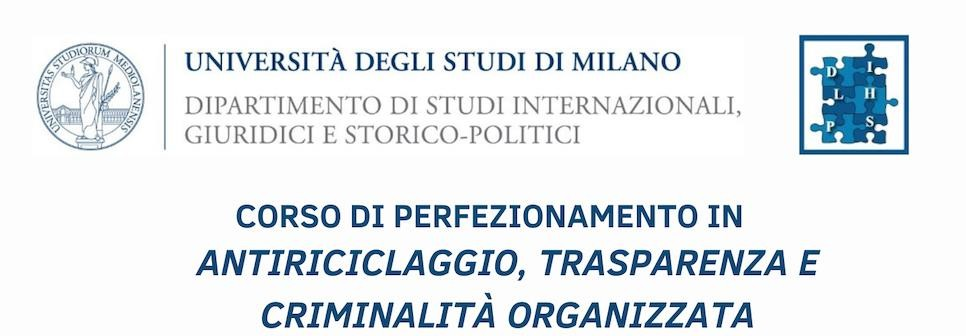 UNIVERSITAS STUDIORUM MEDIOLANENSIS
UNIVERSITÀ DEGLI STUDI DI MILANO
DIPARTIMENTO DI STUDI INTERNAZIONALI,
GIURIDICI E STORICO-POLITICI
D I
L H
P S
CORSO DI PERFEZIONAMENTO IN
ANTIRICICLAGGIO, TRASPARENZA E
CRIMINALITÀ ORGANIZZATA